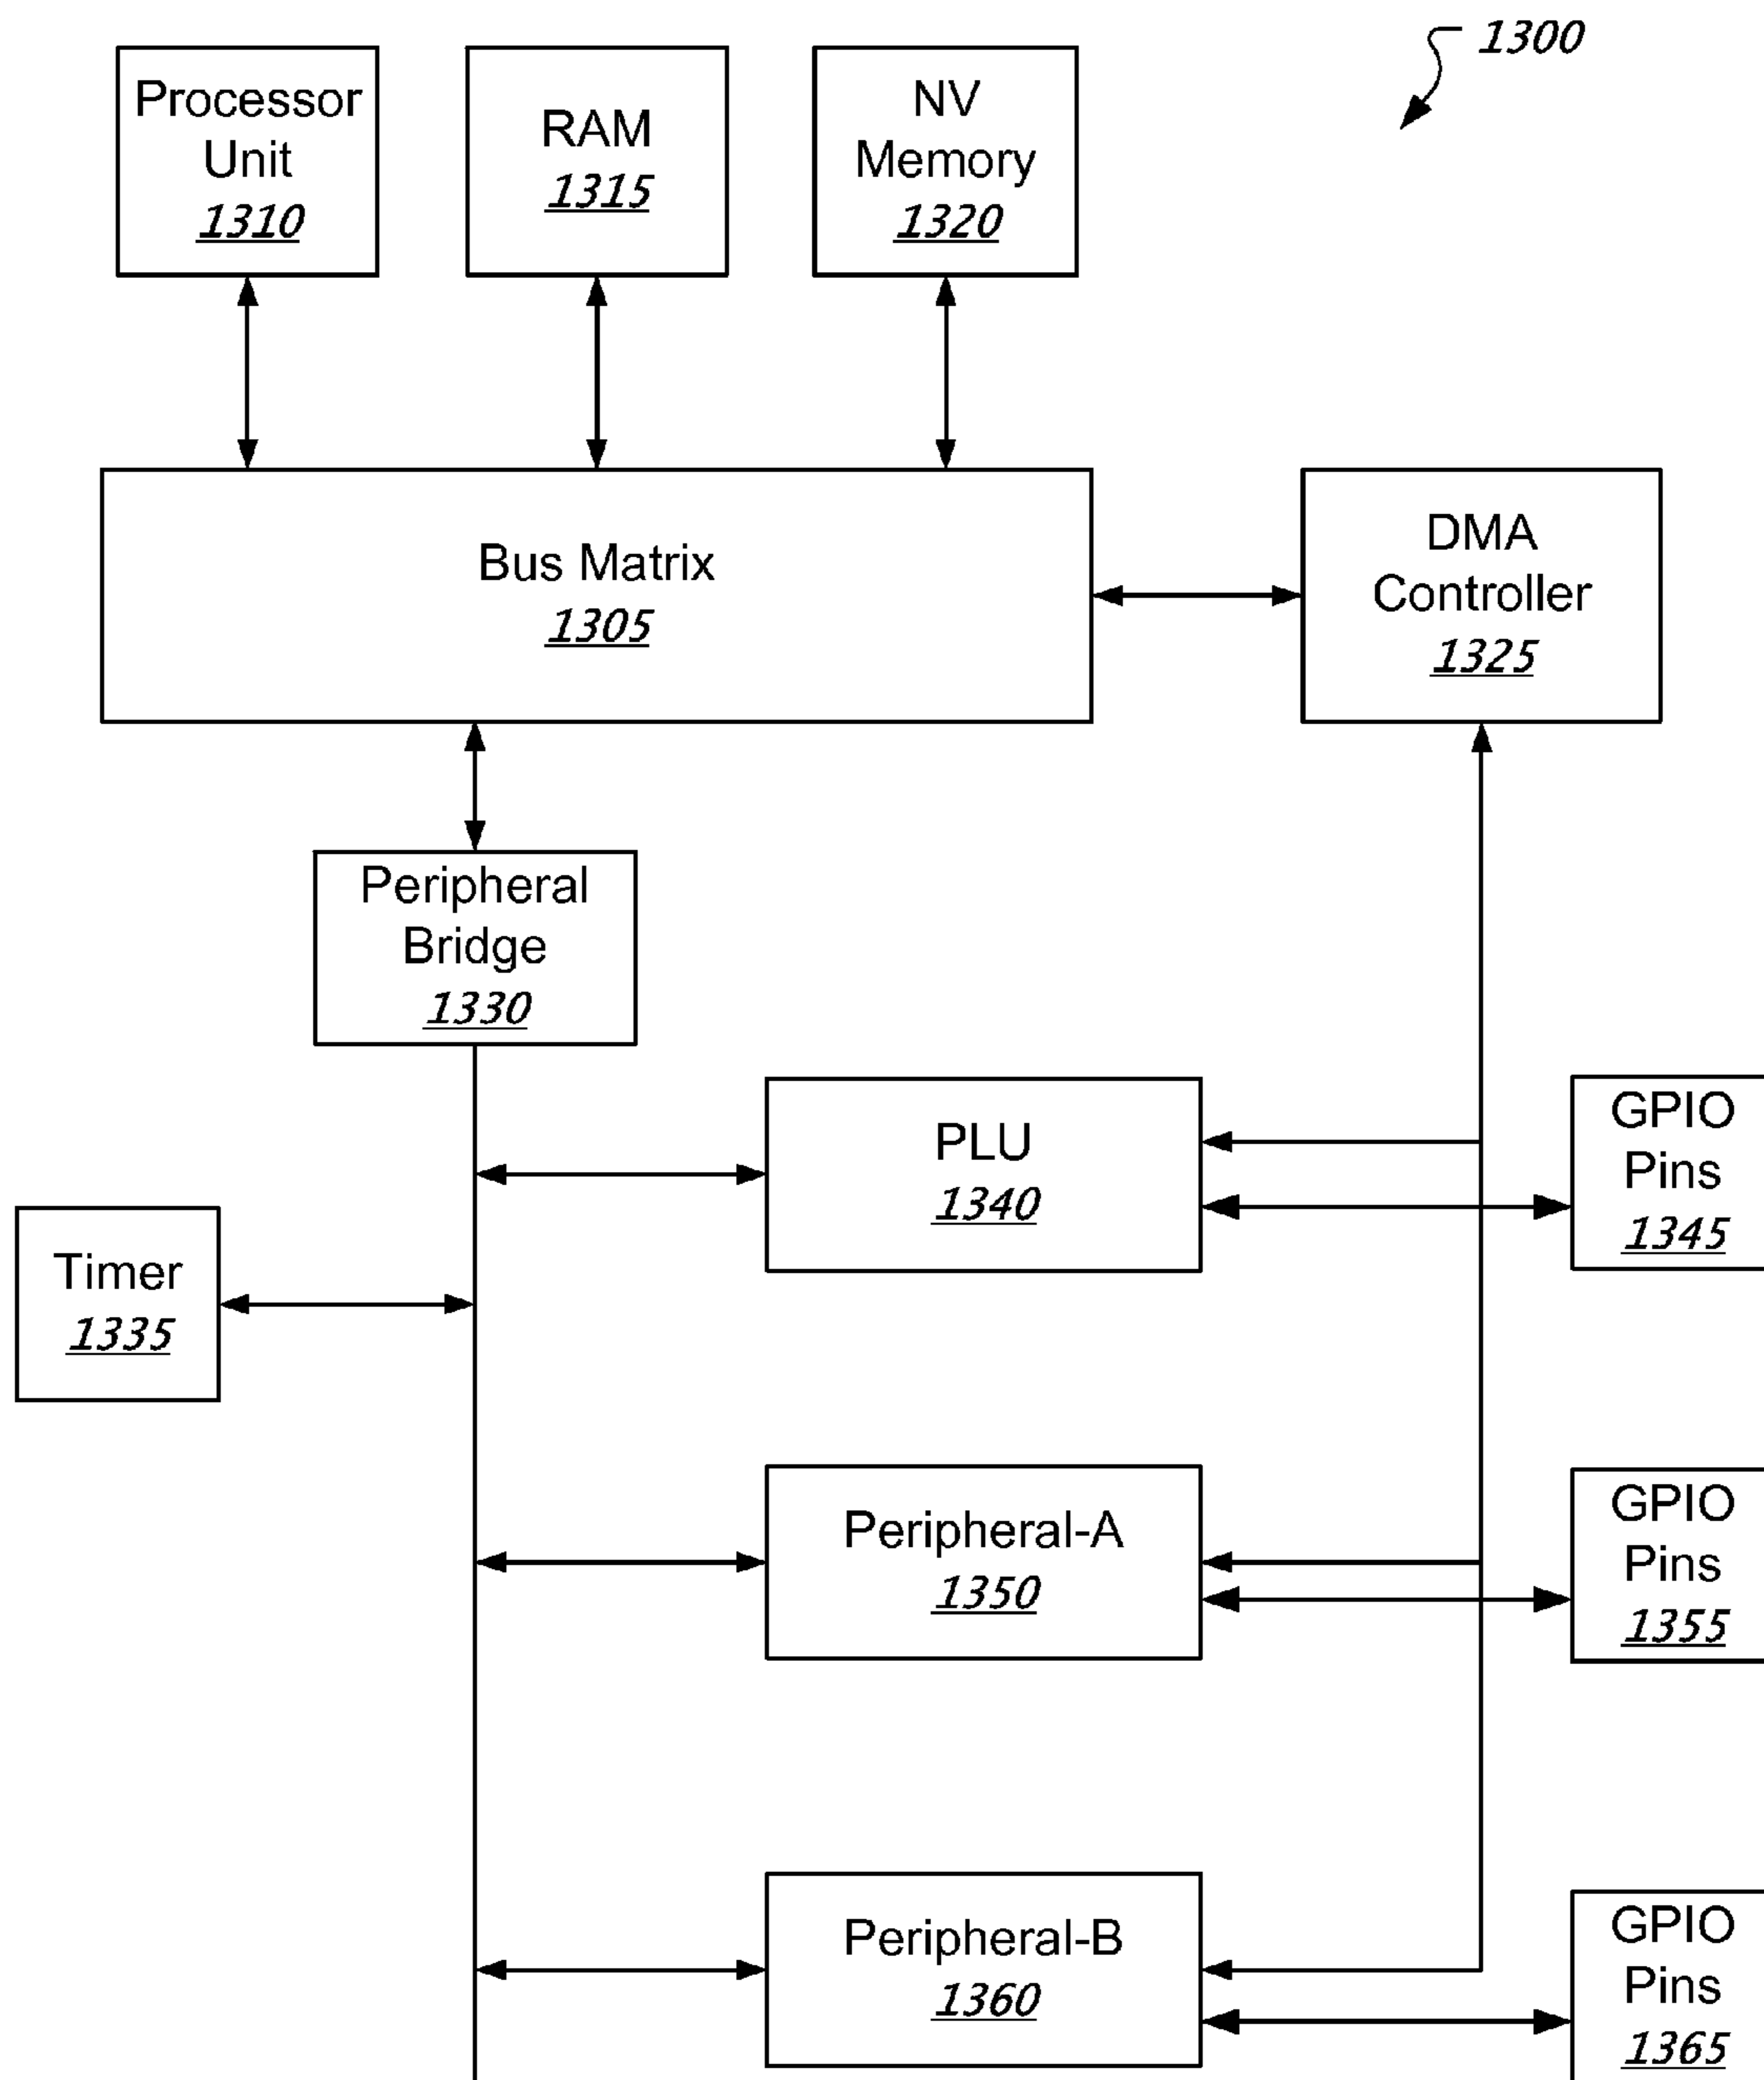 1300
Processor
Unit
1310
RAM
1315
NV
Memory
1320
Bus Matrix
1305
DMA
Controller
1325
Peripheral
Bridge
1330
PLU
1340
GPIO
Pins
1345
Timer
1335
Peripheral-A
1350
GPIO
Pins
1355
Peripheral-B
1360
GPIO
Pins
1365